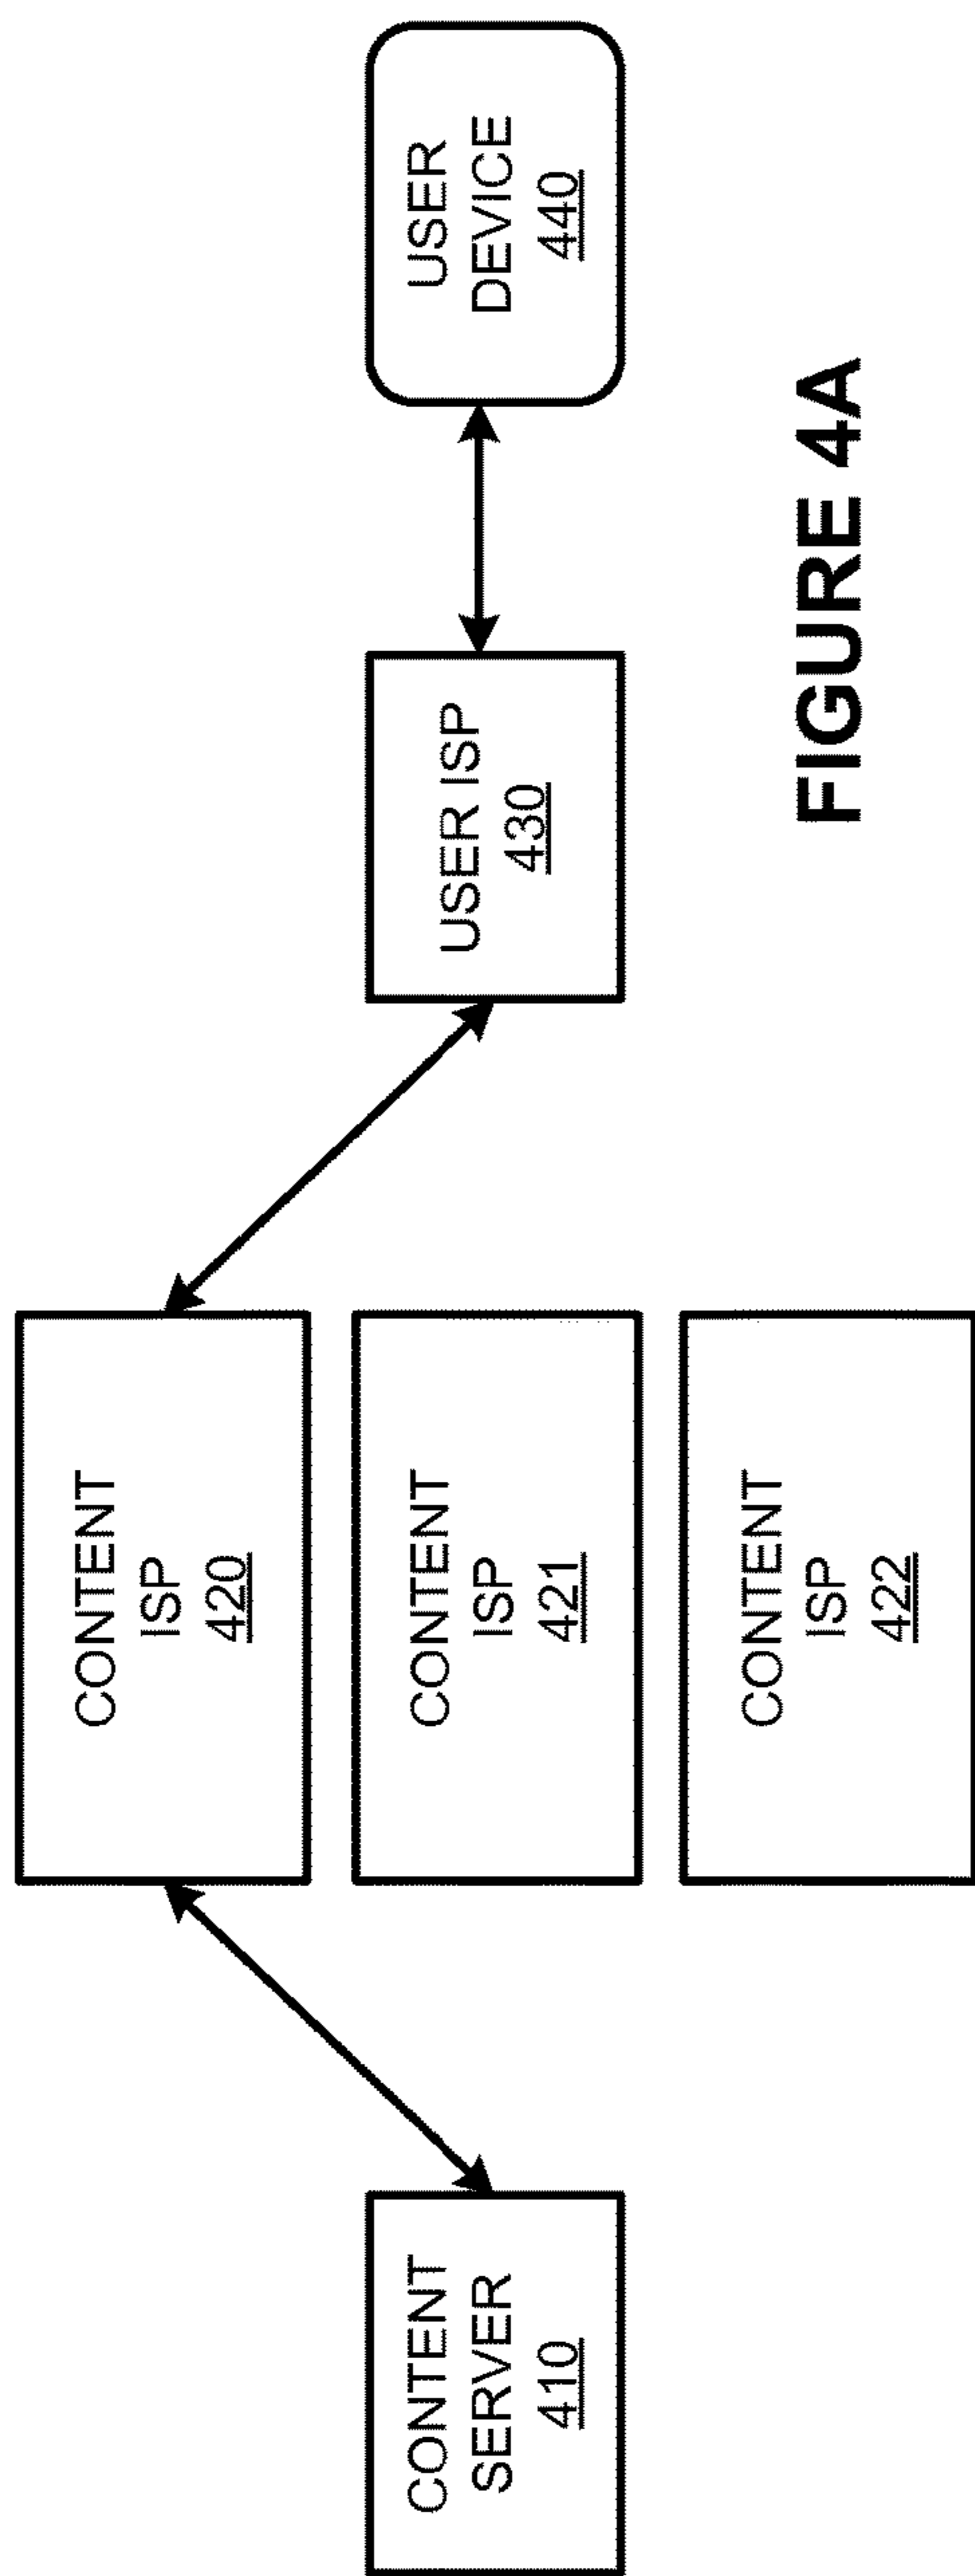 CONTENT
SERVER
410
CONTENT
ISP
420
CONTENT
ISP
421
CONTENT
ISP
422
USER ISP
430
USER
DEVICE
440
FIGURE 4A